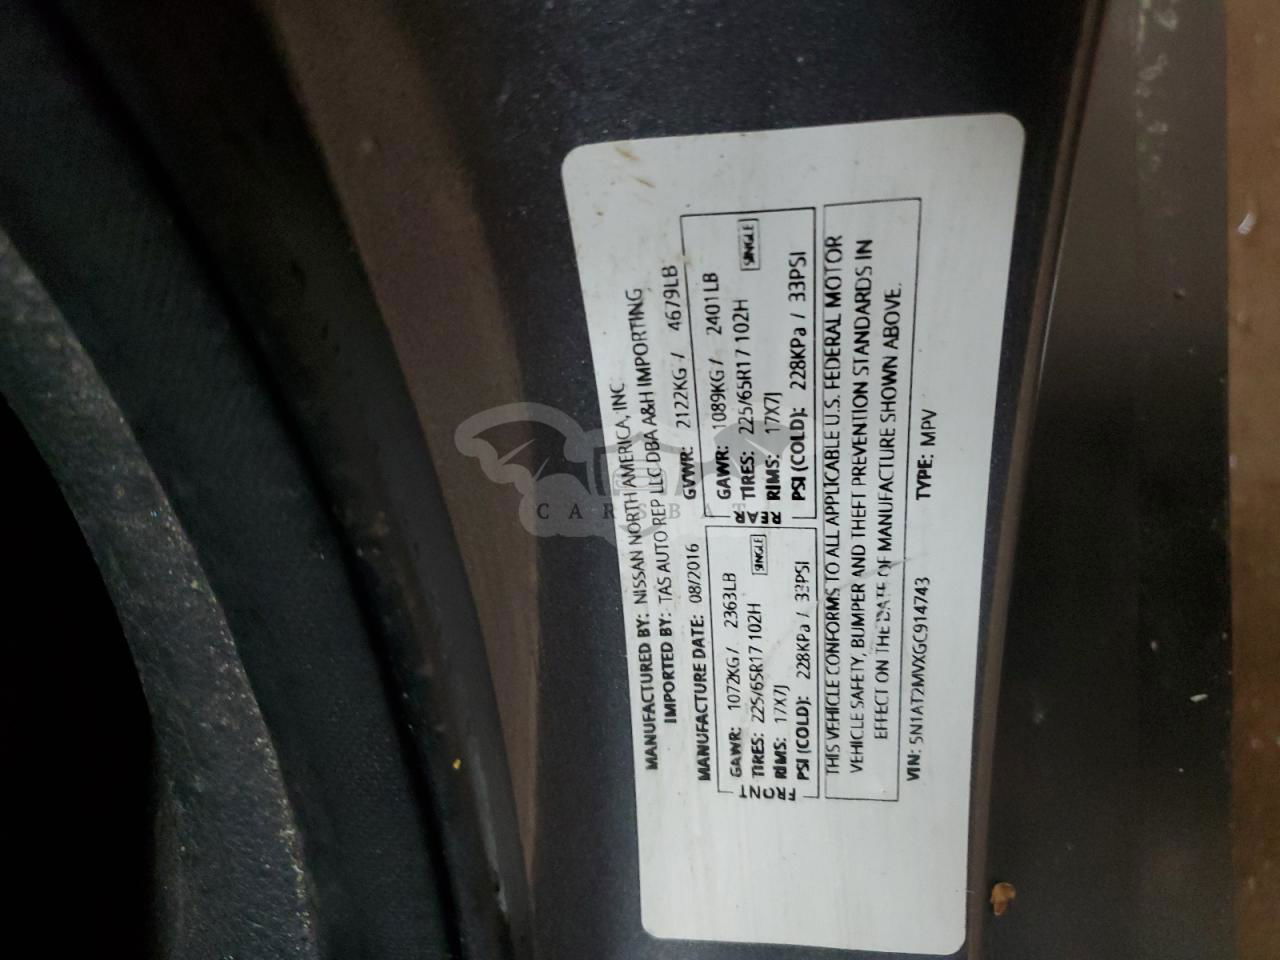 MANUFACTURED BY: NISSAN NORTH AMERICA, INC
IMPORTED BY: TAS AUTO REP LLC DBA A&H IMPORTING
MANUFACTURE DATE: 08/2016 GVWR: 2122KG / 4679LB
FRONT
GAWR: 1072KG / 2363LB
TIRES: 225/65R17 102H SINGLE
RIMS: 17X7J
PSI (COLD): 228KPa / 33PSI
REAR
GAWR: 1089KG / 2401LB
TIRES: 225/65R17 102H SINGLE
RIMS: 17X7J
PSI (COLD): 228KPa / 33PSI
THIS VEHICLE CONFORMS TO ALL APPLICABLE U.S. FEDERAL MOTOR
VEHICLE SAFETY, BUMPER AND THEFT PREVENTION STANDARDS IN
EFFECT ON THE DATE OF MANUFACTURE SHOWN ABOVE.
VIN: 5N1AT2MVXGC914743 TYPE: MPV